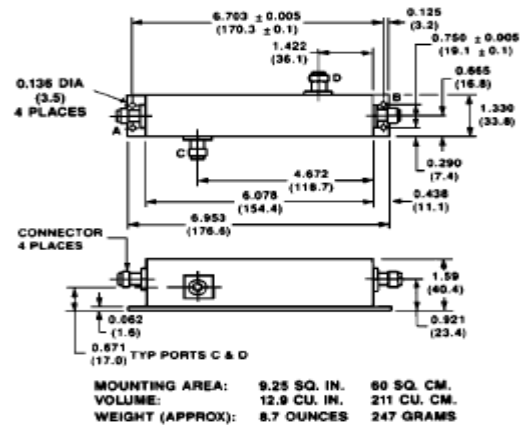 6.703 ± 0.005
(170.3 ± 0.1)
0.125
(3.2)
0.750 ± 0.005
(19.1 ± 0.1)
1.422
(36.1)
D
B
0.665
(16.8)
0.136 DIA
(3.5)
4 PLACES
A
1.330
(33.8)
C
4.672
(118.7)
0.290
(7.4)
6.078
(154.4)
0.438
(11.1)
6.953
(176.6)
CONNECTOR
4 PLACES
1.59
(40.4)
0.062
(1.6)
0.921
(23.4)
0.671
(17.0) TYP PORTS C & D
MOUNTING AREA: 9.25 SQ. IN. 60 SQ. CM.
VOLUME: 12.9 CU. IN. 211 CU. CM.
WEIGHT (APPROX): 8.7 OUNCES 247 GRAMS